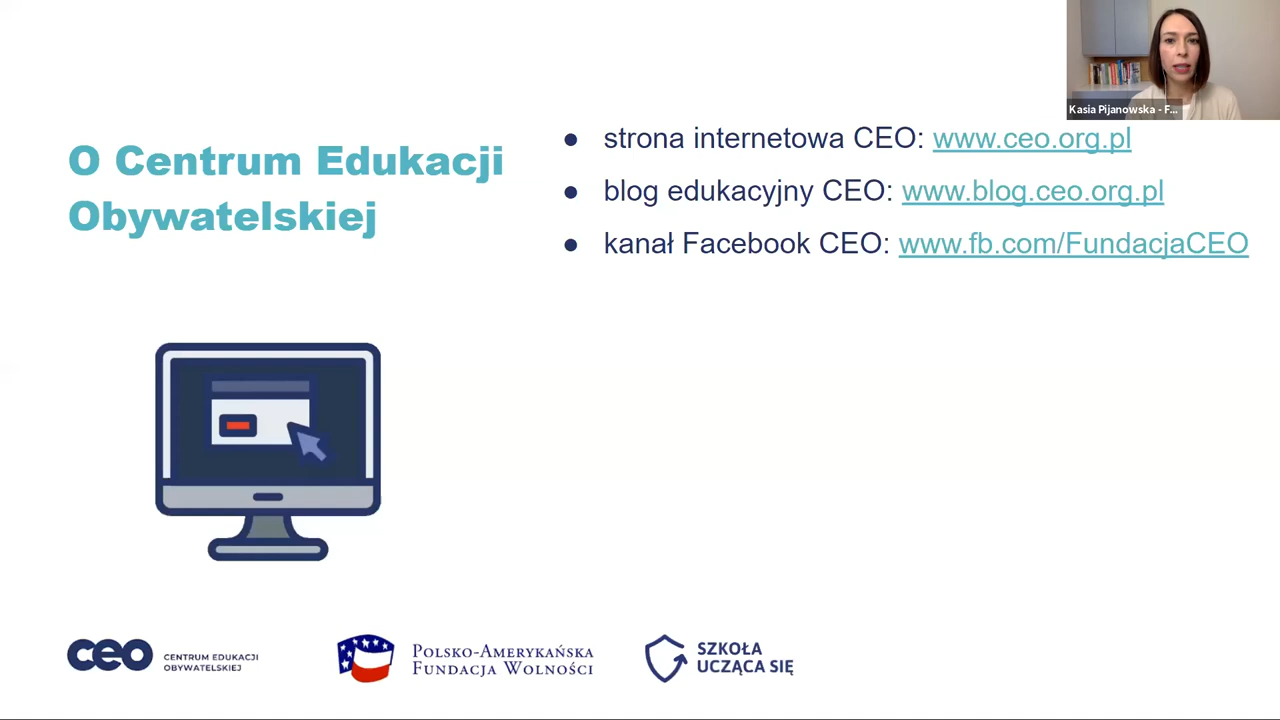 Kasia Pijanowska - F...
O Centrum Edukacji
Obywatelskiej
● strona internetowa CEO: www.ceo.org.pl
● blog edukacyjny CEO: www.blog.ceo.org.pl
● kanał Facebook CEO: www.fb.com/FundacjaCEO
ceo CENTRUM EDUKACJI
OBYWATELSKIEJ
POLSKO-AMERYKAŃSKA
FUNDACJA WOLNOŚCI
SZKOŁA
UCZĄCA SIĘ